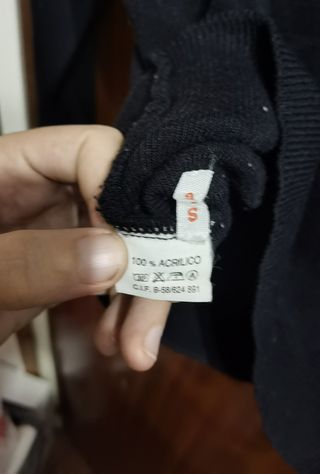 S
100 % ACRILICO
C.I.F. B-58/624 891